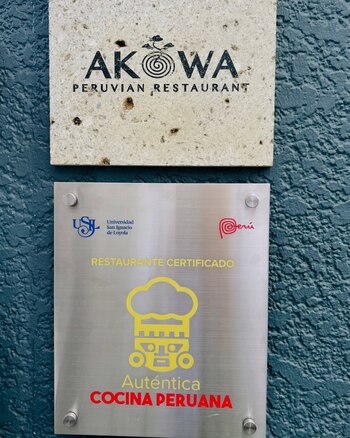 AKOWA
PERUVIAN RESTAURANT
USIL
Universidad
San Ignacio
de Loyola
Perú
RESTAURANTE CERTIFICADO
Auténtica
COCINA PERUANA